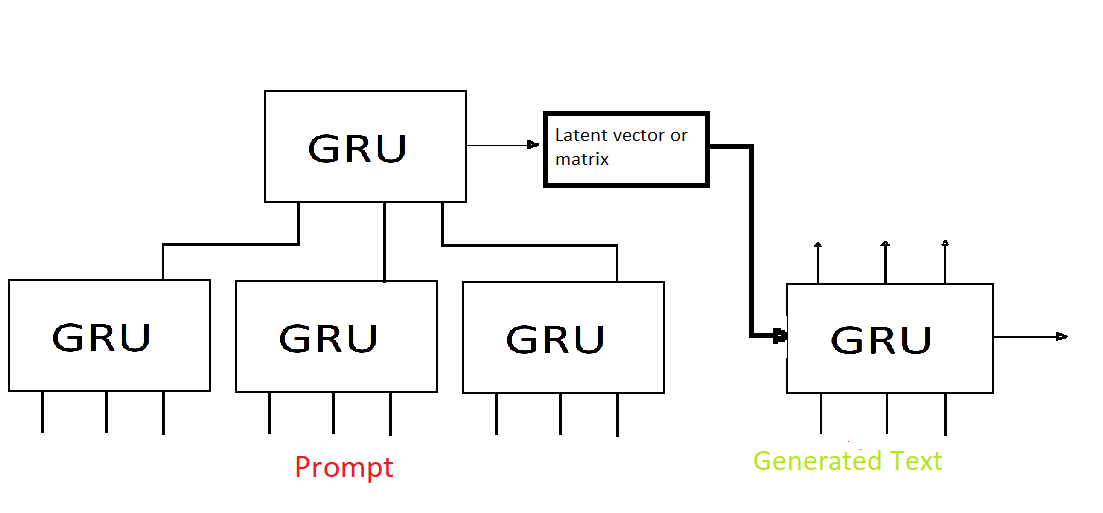 GRU
Latent vector or
matrix
GRU
GRU
GRU
GRU
Prompt
Generated Text